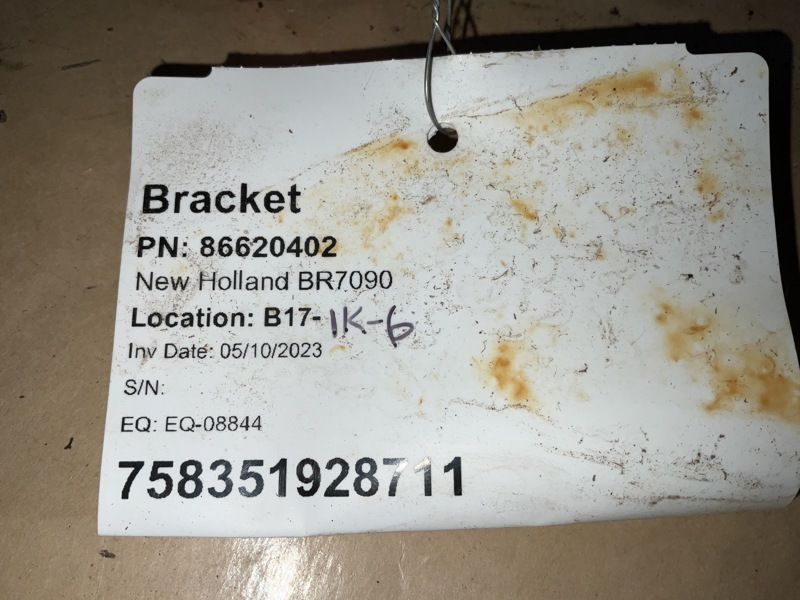 Bracket
PN: 86620402
New Holland BR7090
Location: B17-1K-6
Inv Date: 05/10/2023
S/N:
EQ: EQ-08844
758351928711